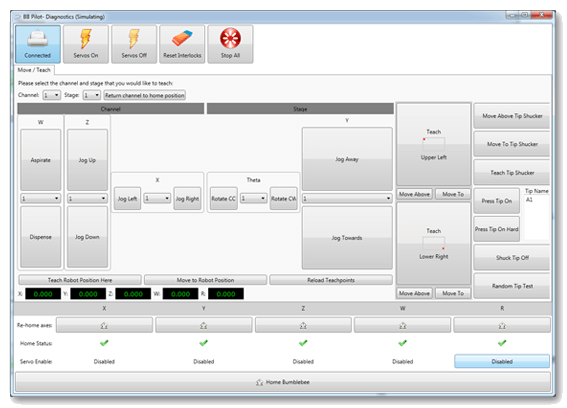 BB Pilot- Diagnostics (Simulating)
Connected Servos On Servos Off Reset Interlocks Stop All
Move / Teach
Please select the channel and stage that you would like to teach:
Channel: 1 Stage: 1 Return channel to home position
Channel Stage
W Z Y
Aspirate Jog Up Jog Away
X Theta
1 1 Jog Left 1 Jog Right Rotate CC 1 Rotate CW 1
Dispense Jog Down Jog Towards
Teach Robot Position Here Move to Robot Position Reload Teachpoints
X: 0.000 Y: 0.000 Z: 0.000 W: 0.000 R: 0.000
Teach
Upper Left
Move Above Move To
Teach
Lower Right
Move Above Move To
Move Above Tip Shucker
Move To Tip Shucker
Teach Tip Shucker
Press Tip On
Tip Name
A1
Press Tip On Hard
Shuck Tip Off
Random Tip Test
X Y Z W R
Re-home axes:
Home Status:
Servo Enable: Disabled Disabled Disabled Disabled Disabled
Home Bumblebee